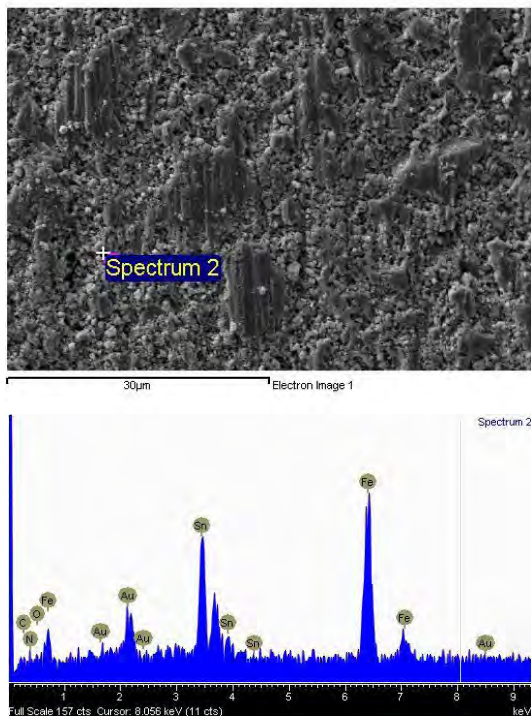 Spectrum 2
30µm
Electron Image 1
Spectrum 2
Fe
Sn
Au
Fe
O
C
N
Au
Au
Sn
Sn
Fe
Au
1 2 3 4 5 6 7 8 9
Full Scale 157 cts Cursor: 8.056 keV (11 cts)
keV